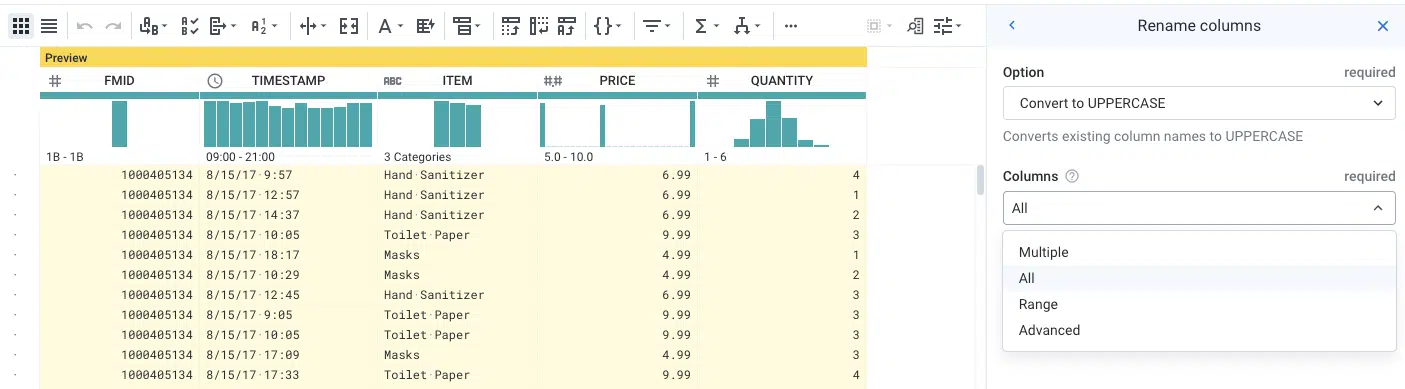 Rename columns
Preview
# FMID TIMESTAMP ABC ITEM #.# PRICE # QUANTITY
1B - 1B 09:00 - 21:00 3 Categories 5.0 - 10.0 1 - 6
1000405134 8/15/17·9:57 Hand·Sanitizer 6.99 4
1000405134 8/15/17·12:57 Hand·Sanitizer 6.99 1
1000405134 8/15/17·14:37 Hand·Sanitizer 6.99 2
1000405134 8/15/17·10:05 Toilet·Paper 9.99 3
1000405134 8/15/17·18:17 Masks 4.99 1
1000405134 8/15/17·10:29 Masks 4.99 2
1000405134 8/15/17·12:45 Hand·Sanitizer 6.99 3
1000405134 8/15/17·9:05 Toilet·Paper 9.99 3
1000405134 8/15/17·10:05 Toilet·Paper 9.99 3
1000405134 8/15/17·17:09 Masks 4.99 3
1000405134 8/15/17·17:33 Toilet·Paper 9.99 4
Option required
Convert to UPPERCASE
Converts existing column names to UPPERCASE
Columns ? required
All
Multiple
All
Range
Advanced